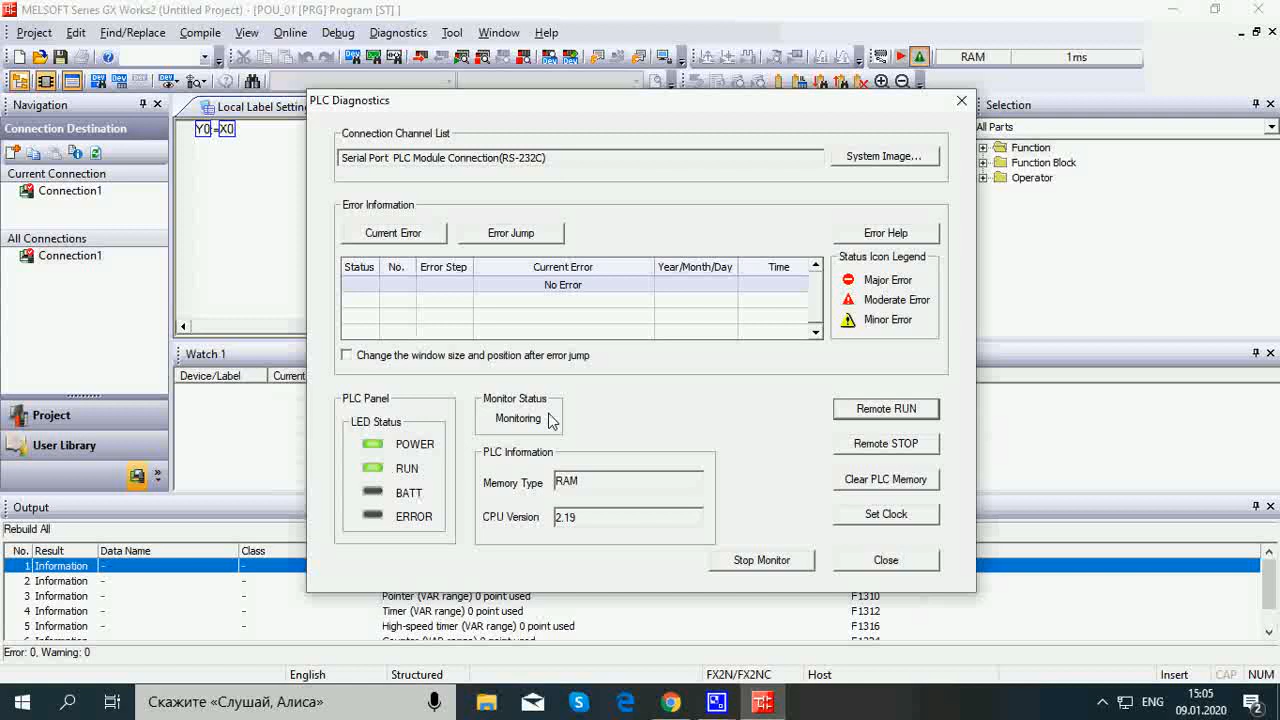 MELSOFT Series GX Works2 (Untitled Project) - [POU_01 [PRG] Program [ST] ]
Project Edit Find/Replace Compile View Online Debug Diagnostics Tool Window Help
RAM 1ms
Navigation
Connection Destination
Current Connection
Connection1
All Connections
Connection1
Project
User Library
Local Label Setting
Y0:=X0
Watch 1
Device/Label Current
Selection
All Parts
Function
Function Block
Operator
PLC Diagnostics
Connection Channel List
Serial Port PLC Module Connection(RS-232C)
System Image...
Error Information
Current Error Error Jump Error Help
Status No. Error Step Current Error Year/Month/Day Time
No Error
Status Icon Legend
Major Error
Moderate Error
Minor Error
Change the window size and position after error jump
PLC Panel
LED Status
POWER
RUN
BATT
ERROR
Monitor Status
Monitoring
PLC Information
Memory Type RAM
CPU Version 2.19
Remote RUN
Remote STOP
Clear PLC Memory
Set Clock
Stop Monitor Close
Output
Rebuild All
No. Result Data Name Class
1 Information – –
2 Information – –
3 Information – – Pointer (VAR range) 0 point used F1310
4 Information – – Timer (VAR range) 0 point used F1312
5 Information – – High-speed timer (VAR range) 0 point used F1316
Error: 0, Warning: 0
English Structured FX2N/FX2NC Host Insert CAP NUM
Скажите «Слушай, Алиса»
ENG
15:05
09.01.2020
2